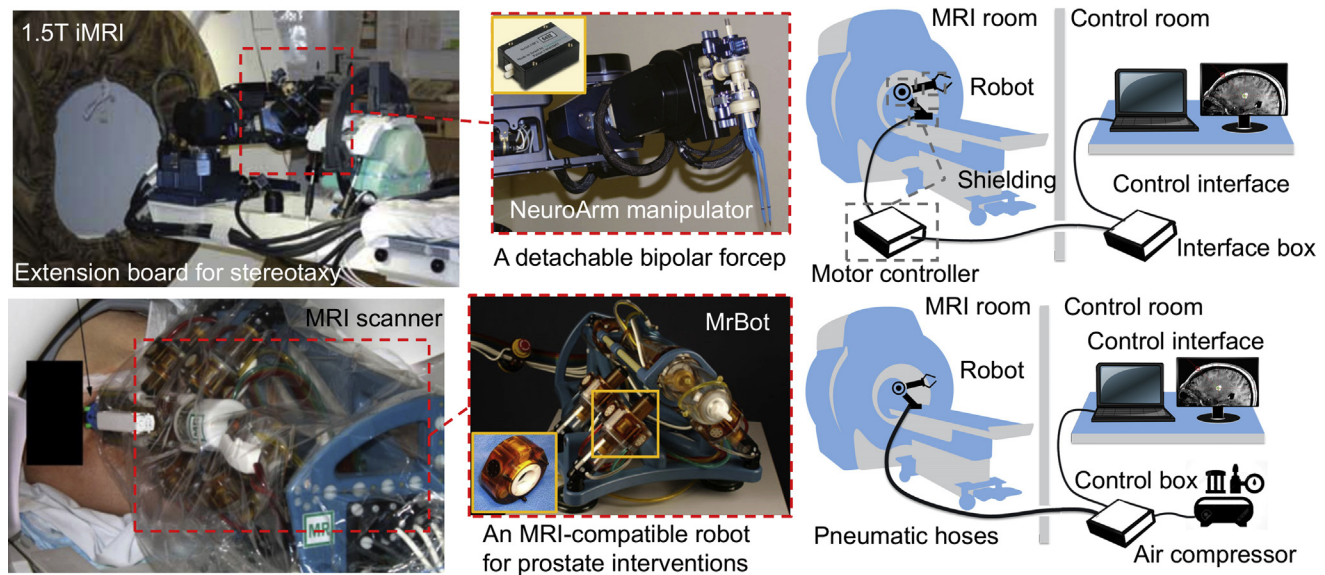 1.5T iMRI
Extension board for stereotaxy
NeuroArm manipulator
A detachable bipolar forcep
MRI room
Control room
Robot
Shielding
Control interface
Motor controller
Interface box
MRI scanner
MR
MrBot
An MRI-compatible robot
for prostate interventions
MRI room
Control room
Control interface
Robot
Control box
Pneumatic hoses
Air compressor